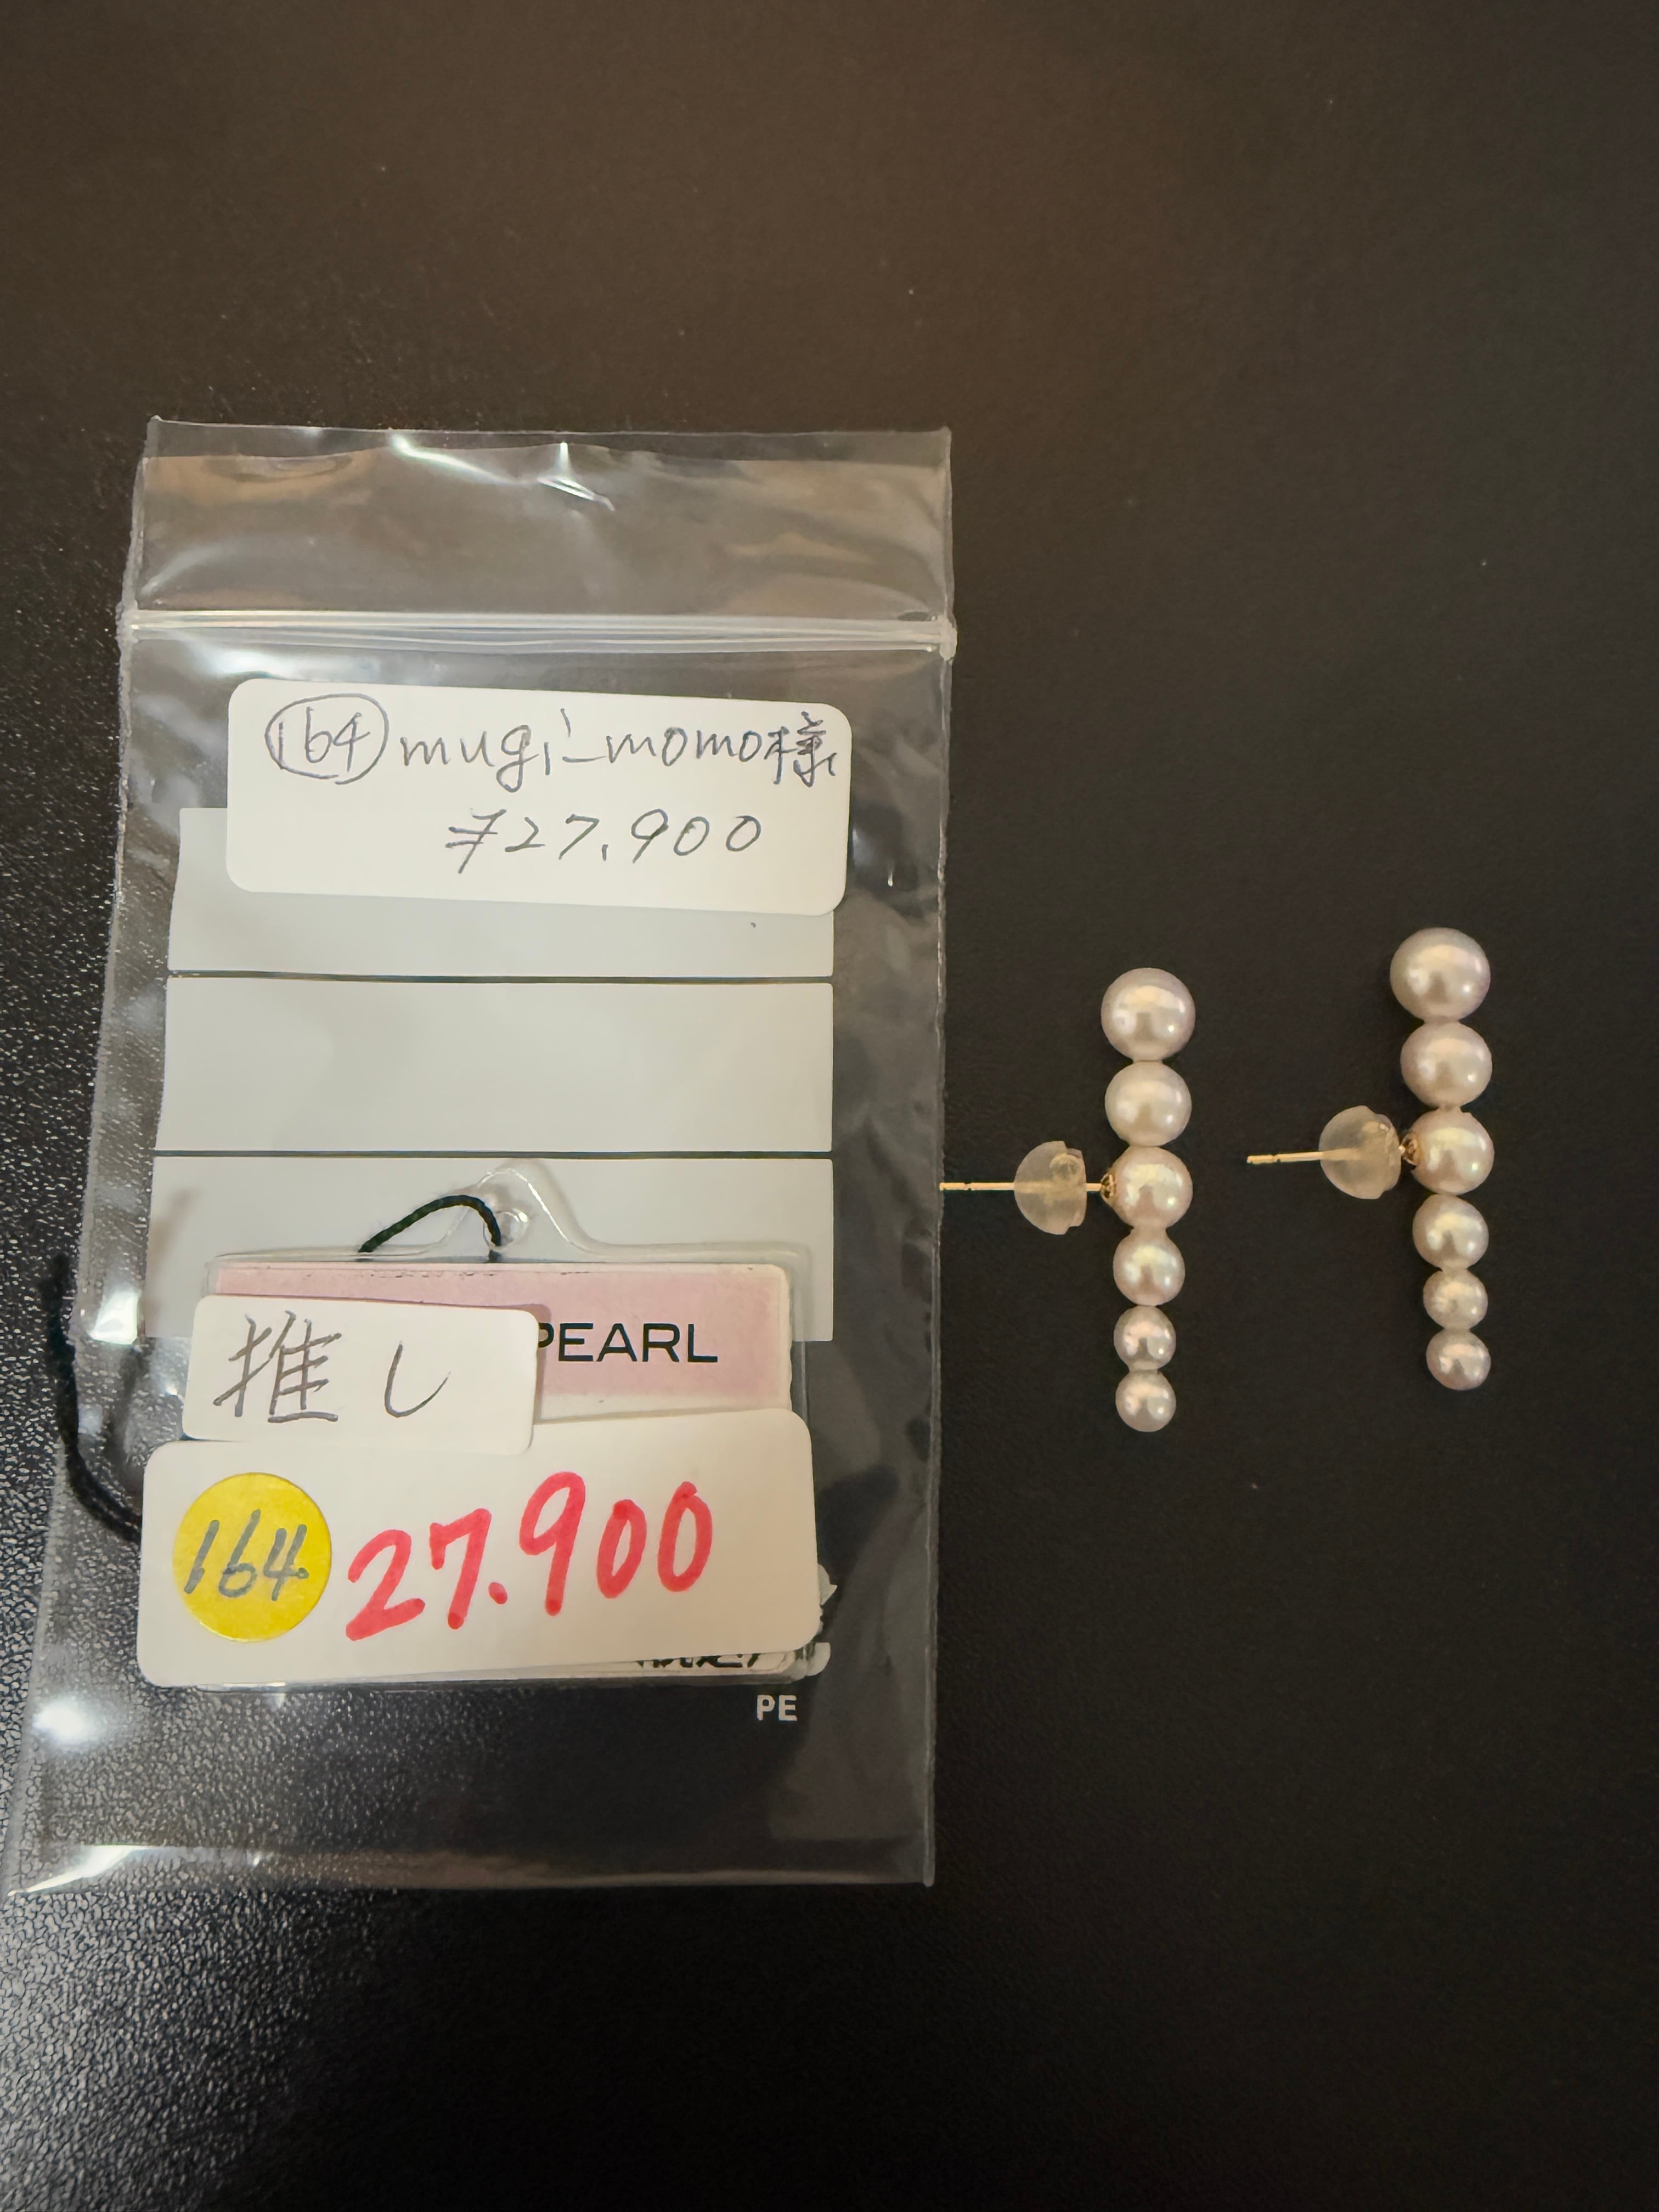 164 mugi_momo様
¥27.900
PEARL
推し
164 27.900
PE